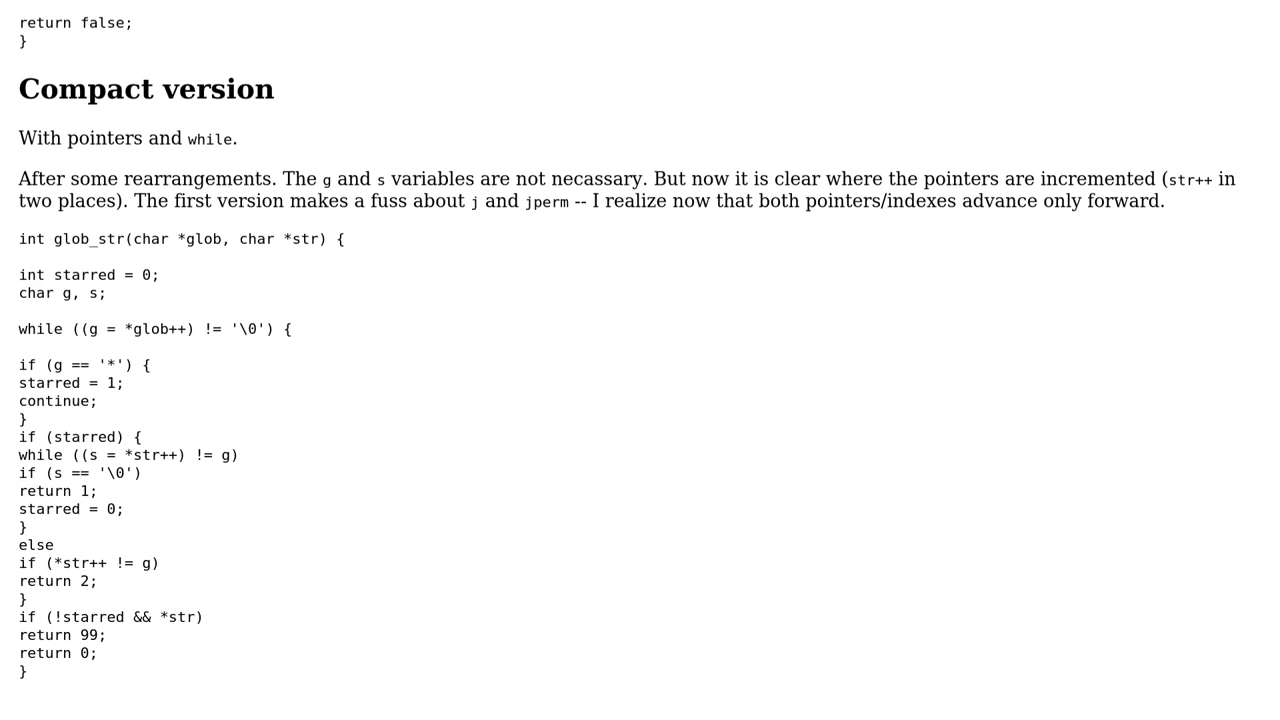 return false;
}
Compact version
With pointers and while.
After some rearrangements. The g and s variables are not necassary. But now it is clear where the pointers are incremented (str++ in
two places). The first version makes a fuss about j and jperm -- I realize now that both pointers/indexes advance only forward.
int glob_str(char *glob, char *str) {
int starred = 0;
char g, s;
while ((g = *glob++) != '\0') {
if (g == '*') {
starred = 1;
continue;
}
if (starred) {
while ((s = *str++) != g)
if (s == '\0')
return 1;
starred = 0;
}
else
if (*str++ != g)
return 2;
}
if (!starred && *str)
return 99;
return 0;
}